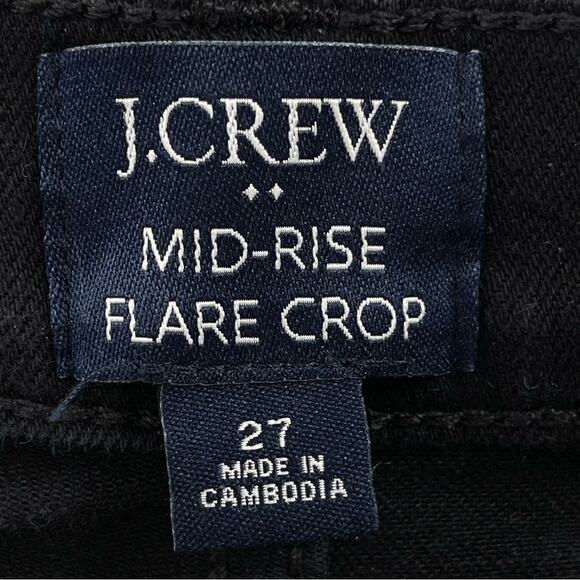 J.CREW
MID-RISE
FLARE CROP
27
MADE IN
CAMBODIA